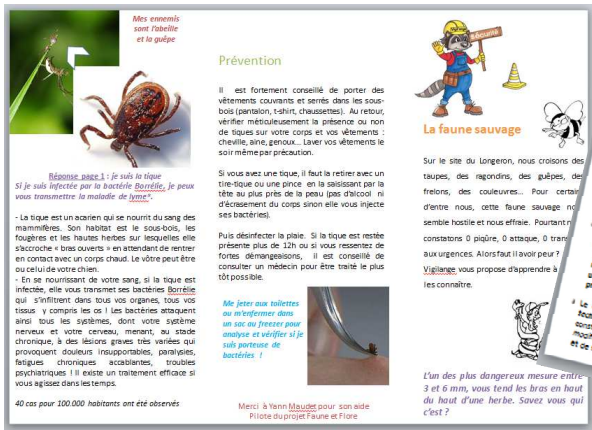 Mes ennemis
sont l'abeille
et la guêpe
Réponse page 1 : je suis la tique
Si je suis infectée par la bactérie Borrélie, je peux
vous transmettre la maladie de lyme*.
- La tique est un acarien qui se nourrit du sang des
mammifères. Son habitat est le sous-bois, les
fougères et les hautes herbes sur lesquelles elle
s'accroche « bras ouverts » en attendant de rentrer
en contact avec un corps chaud. Le vôtre peut être
ou celui de votre chien.
- En se nourrissant de votre sang, si la tique est
infectée, elle vous transmet ses bactéries Borrélie
qui s'infiltrent dans tous vos organes, tous vos
tissus y compris les os ! Les bactéries attaquent
ainsi tous les systèmes, dont votre système
nerveux et votre cerveau, menant, au stade
chronique, à des lésions graves très variées qui
provoquent douleurs insupportables, paralysies,
fatigues chroniques accablantes, troubles
psychiatriques ! Il existe un traitement efficace si
vous agissez dans les temps.
40 cas pour 100.000 habitants ont été observés
Prévention
Il est fortement conseillé de porter des
vêtements couvrants et serrés dans les sous-
bois (pantalon, t-shirt, chaussettes). Au retour,
vérifier méticuleusement la présence ou non
de tiques sur votre corps et vos vêtements :
cheville, aine, genoux... Laver vos vêtements le
soir même par précaution.
Si vous avez une tique, il faut la retirer avec un
tire-tique ou une pince en la saisissant par la
tête au plus près de la peau (pas d'alcool ni
d'écrasement du corps sinon elle vous injecte
ses bactéries).
Puis désinfecter la plaie. Si la tique est restée
présente plus de 12h ou si vous ressentez de
fortes démangeaisons, il est conseillé de
consulter un médecin pour être traité le plus
tôt possible.
Me jeter aux toilettes
ou m'enfermer dans
un sac au freezer pour
analyse et vérifier si je
suis porteuse de
bactéries !
Merci à Yann Maudet pour son aide
Pilote du projet Faune et Flore
Sécurité
La faune sauvage
Sur le site du Longeron, nous croisons des
taupes, des ragondins, des guêpes, des
frelons, des couleuvres... Pour certains
d'entre nous, cette faune sauvage nous
semble hostile et nous effraie. Pourtant
constatons 0 piqûre, 0 attaque, 0
aux urgences. Alors faut il avoir peur ?
Vigilange vous propose d'apprendre à
les connaître.
L'un des plus dangereux mesure entre
3 et 6 mm, vous tend les bras en haut
du haut d'une herbe. Savez vous qui
c'est ?